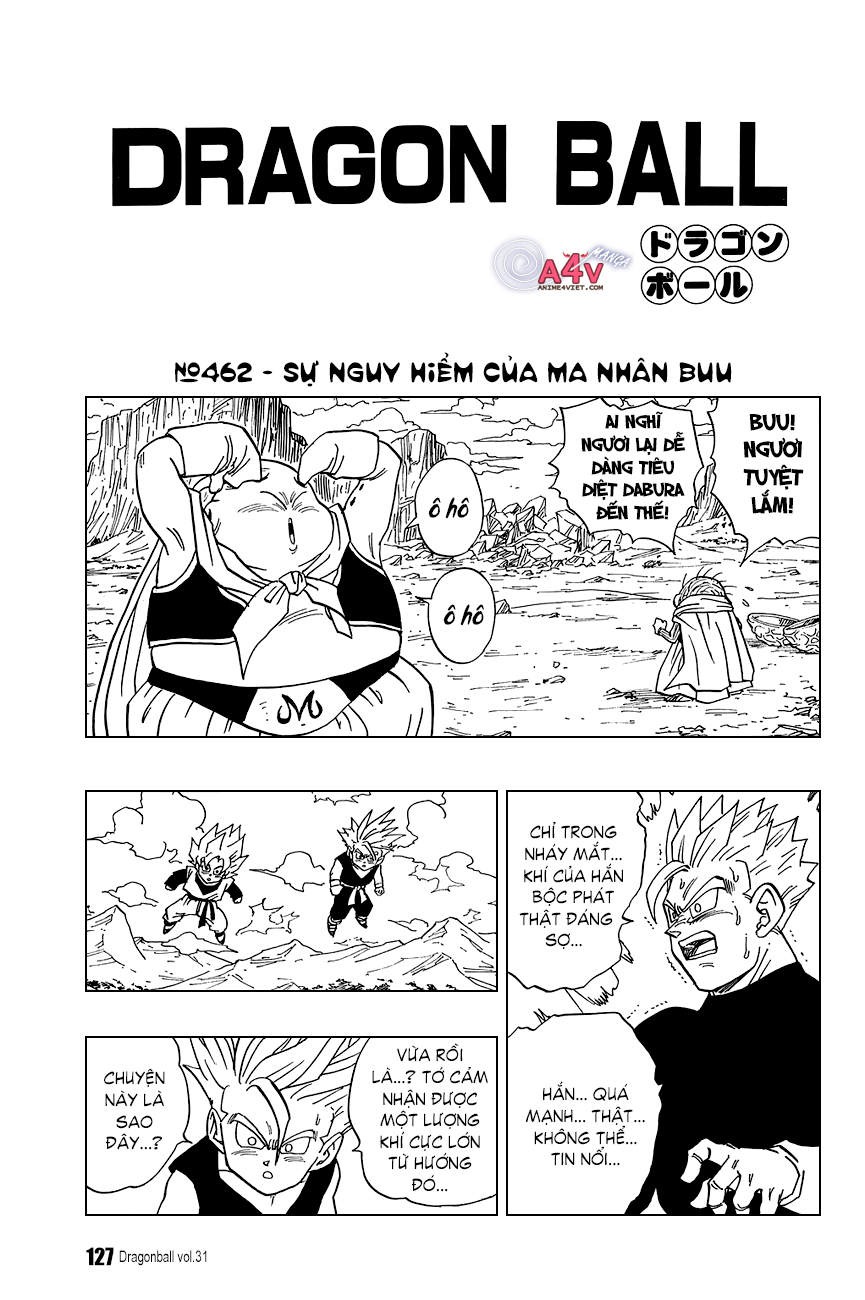 DRAGON BALL
A4V MANGA
ANIME4VIET.COM
ドラゴン
ボール
№462 - SỰ NGUY HIỂM CỦA MA NHÂN BUU
BUU!
NGƯƠI
TUYỆT
LẮM!
AI NGHĨ
NGƯƠI LẠI DỄ
DÀNG TIÊU
DIỆT DABURA
ĐẾN THẾ!
Ô HÔ
Ô HÔ
M
CHỈ TRONG
NHÁY MẮT...
KHÍ CỦA HẮN
BỘC PHÁT
THẬT ĐÁNG
SỢ...
HẮN... QUÁ
MẠNH... THẬT...
KHÔNG THỂ...
TIN NỔI...
VỪA RỒI
LÀ...? TỚ CẢM
NHẬN ĐƯỢC
MỘT LƯỢNG
KHÍ CỰC LỚN
TỪ HƯỚNG
ĐÓ...
CHUYỆN
NÀY LÀ
SAO
ĐÂY...?
127 Dragonball vol.31